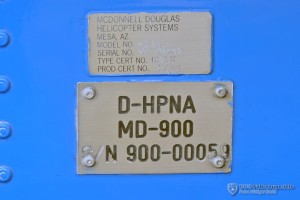 MCDONNELL DOUGLAS
HELICOPTER SYSTEMS
MESA, AZ
MODEL NO.
SERIAL NO.
TYPE CERT NO.
PROD CERT NO.
D-HPNA
MD-900
S/N 900-00059